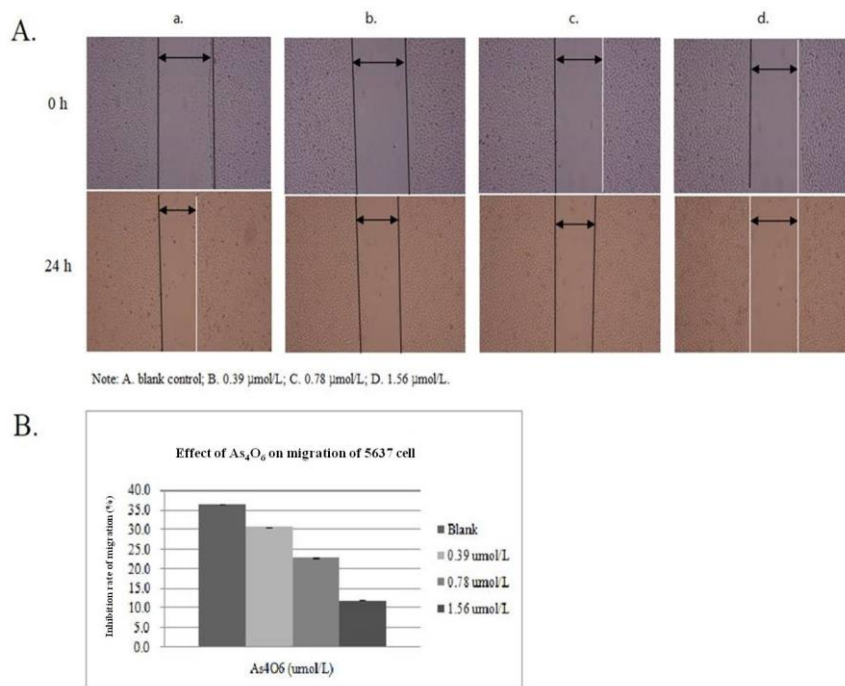 a. b. c. d.
A.
0 h
24 h
Note: A. blank control; B. 0.39 µmol/L; C. 0.78 µmol/L; D. 1.56 µmol/L.
B.
Effect of As₄O₆ on migration of 5637 cell
Inhibition rate of migration (%)
40.0
35.0
30.0
25.0
20.0
15.0
10.0
5.0
0.0
Blank
0.39 umol/L
0.78 umol/L
1.56 umol/L
As4O6 (umol/L)